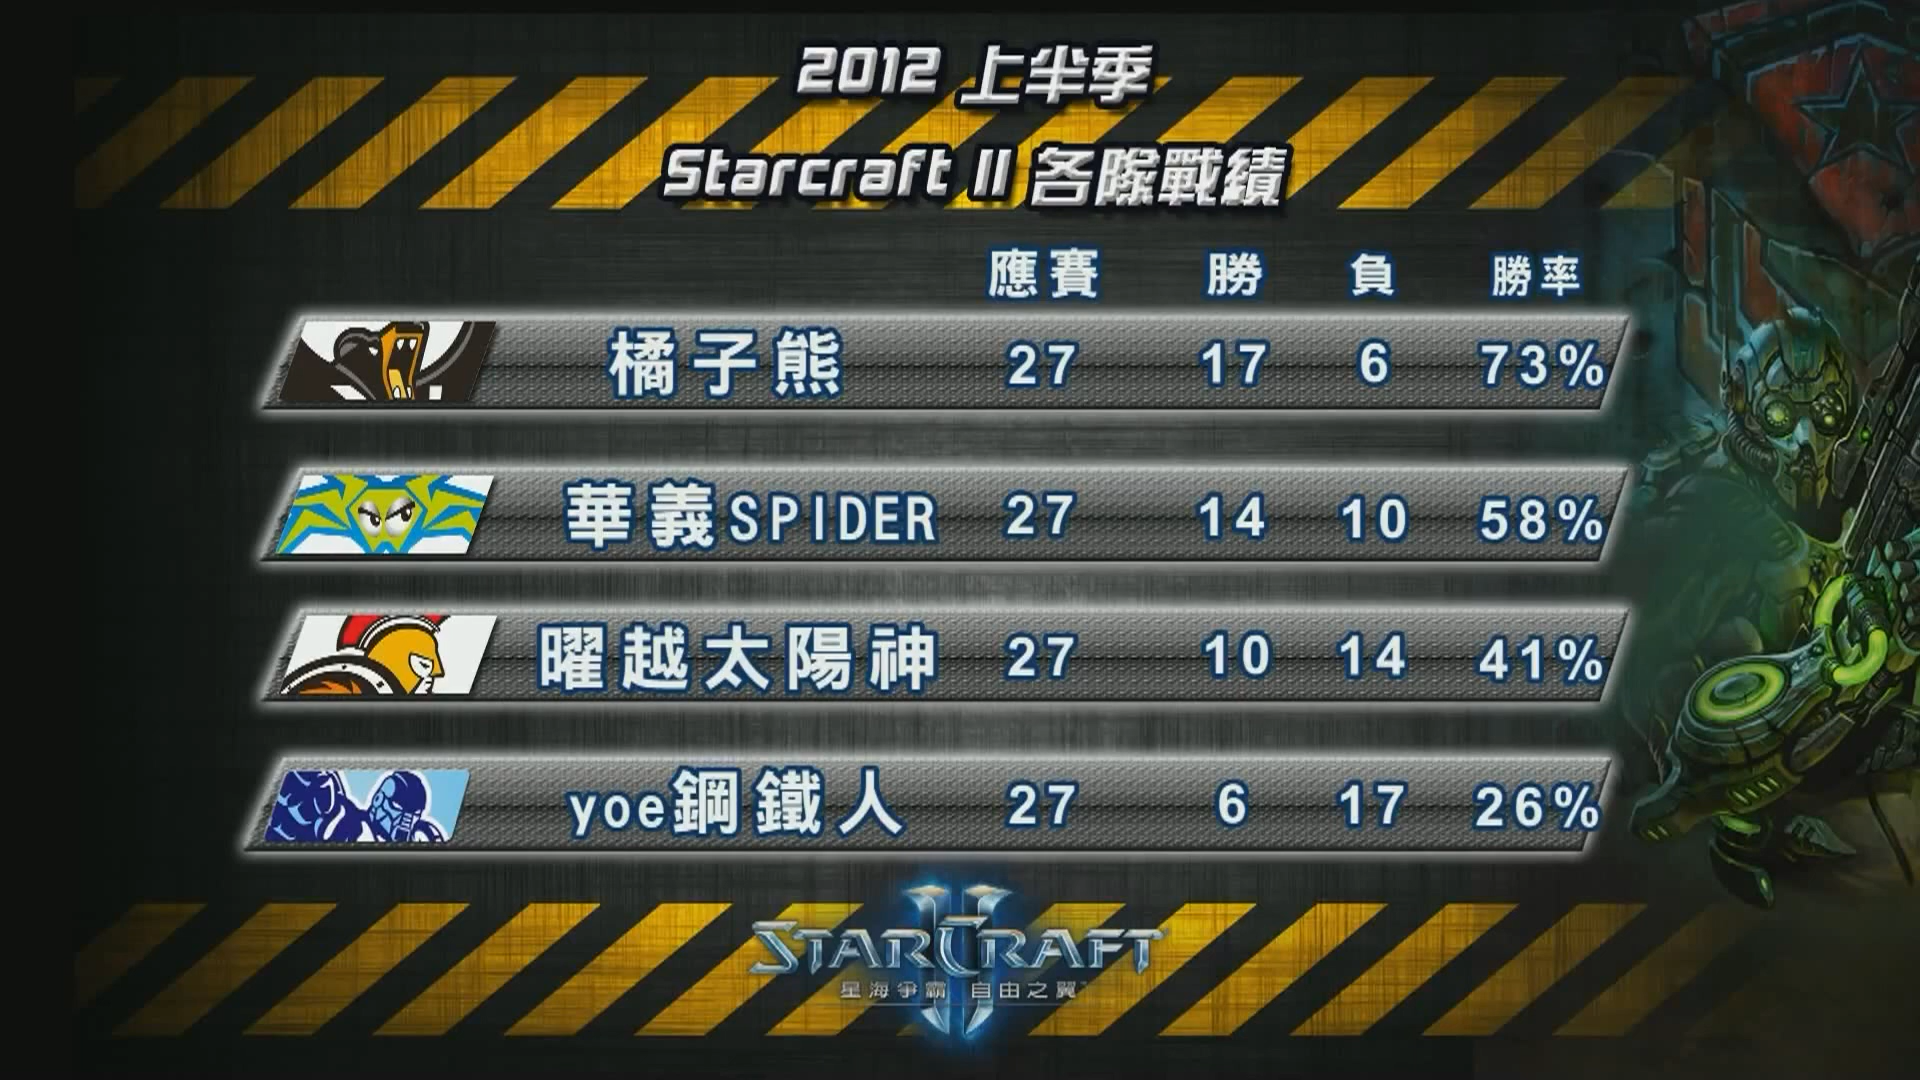 2012 上半季
Starcraft II 各隊戰績
應賽 勝 負 勝率
橘子熊 27 17 6 73%
華義SPIDER 27 14 10 58%
曜越太陽神 27 10 14 41%
yoe鋼鐵人 27 6 17 26%
STARCRAFT II
星海爭霸 自由之翼